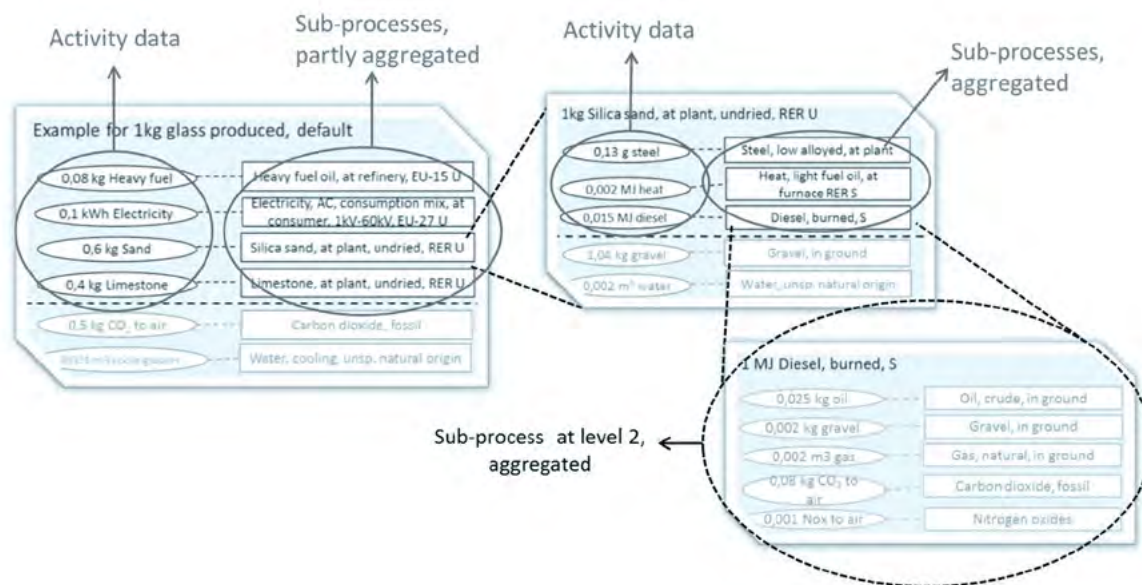 Activity data
Sub-processes,
partly aggregated
Example for 1kg glass produced, default
0,08 kg Heavy fuel
Heavy fuel oil, at refinery, EU-15 U
0,1 kWh Electricity
Electricity, AC, consumption mix, at
consumer, 1kV-60kV, EU-27 U
0,6 kg Sand
Silica sand, at plant, undried, RER U
0,4 kg Limestone
Limestone, at plant, undried, RER U
0,5 kg CO₂ to air
Carbon dioxide, fossil
Water, cooling, unsp. natural origin
Activity data
Sub-processes,
aggregated
1kg Silica sand, at plant, undried, RER U
0,13 g steel
Steel, low alloyed, at plant
0,002 MJ heat
Heat, light fuel oil, at
furnace RER S
0,015 MJ diesel
Diesel, burned, S
1,04 kg gravel
Gravel, in ground
0,002 m³ water
Water, unsp. natural origin
Sub-process at level 2,
aggregated
1 MJ Diesel, burned, S
0,025 kg oil
Oil, crude, in ground
0,002 kg gravel
Gravel, in ground
0,002 m3 gas
Gas, natural, in ground
0,08 kg CO₂ to
air
Carbon dioxide, fossil
0,001 Nox to air
Nitrogen oxides